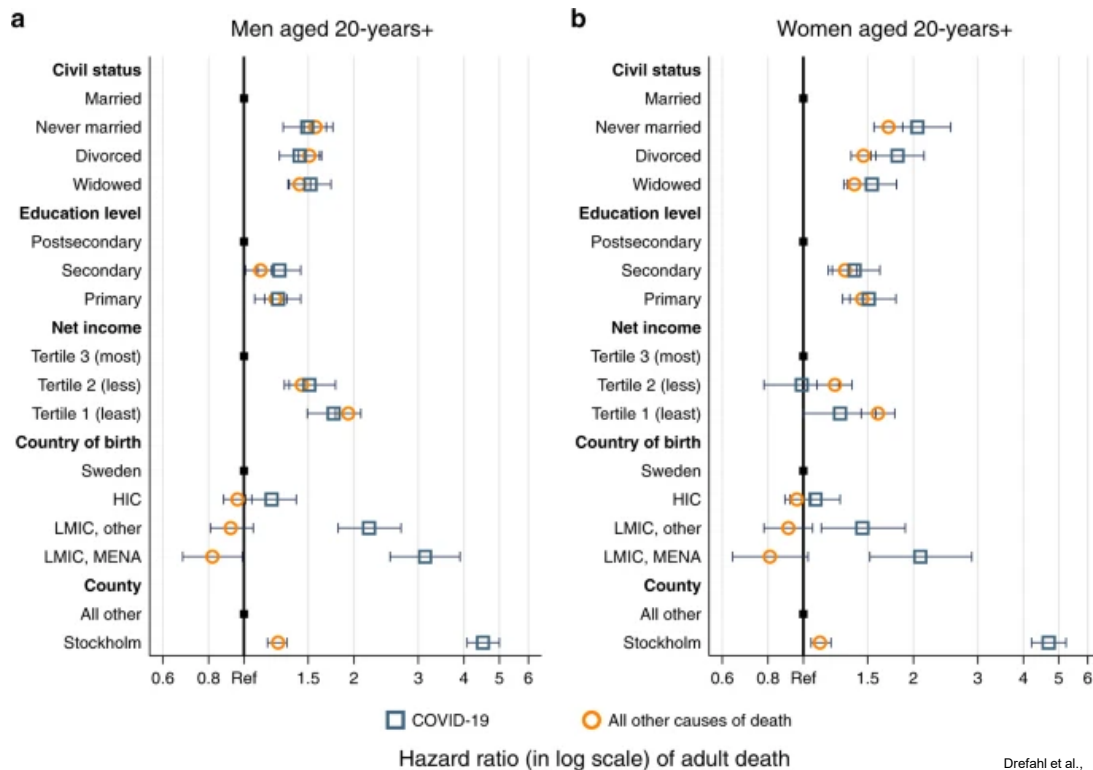 a
Men aged 20-years+
Civil status
Married
Never married
Divorced
Widowed
Education level
Postsecondary
Secondary
Primary
Net income
Tertile 3 (most)
Tertile 2 (less)
Tertile 1 (least)
Country of birth
Sweden
HIC
LMIC, other
LMIC, MENA
County
All other
Stockholm
0.6 0.8 Ref 1.5 2 3 4 5 6
b
Women aged 20-years+
Civil status
Married
Never married
Divorced
Widowed
Education level
Postsecondary
Secondary
Primary
Net income
Tertile 3 (most)
Tertile 2 (less)
Tertile 1 (least)
Country of birth
Sweden
HIC
LMIC, other
LMIC, MENA
County
All other
Stockholm
0.6 0.8 Ref 1.5 2 3 4 5 6
COVID-19 All other causes of death
Hazard ratio (in log scale) of adult death
Drefahl et al.,